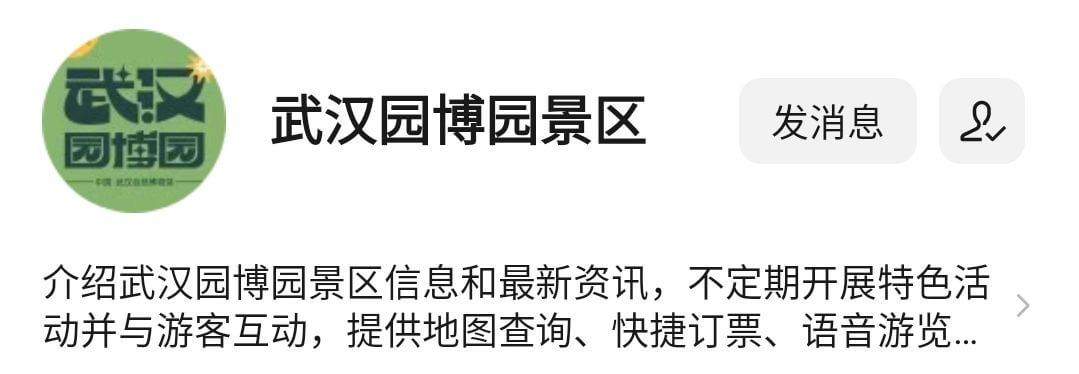 武汉
园博园
武汉园博园景区
发消息
介绍武汉园博园景区信息和最新资讯，不定期开展特色活
动并与游客互动，提供地图查询、快捷订票、语音游览...